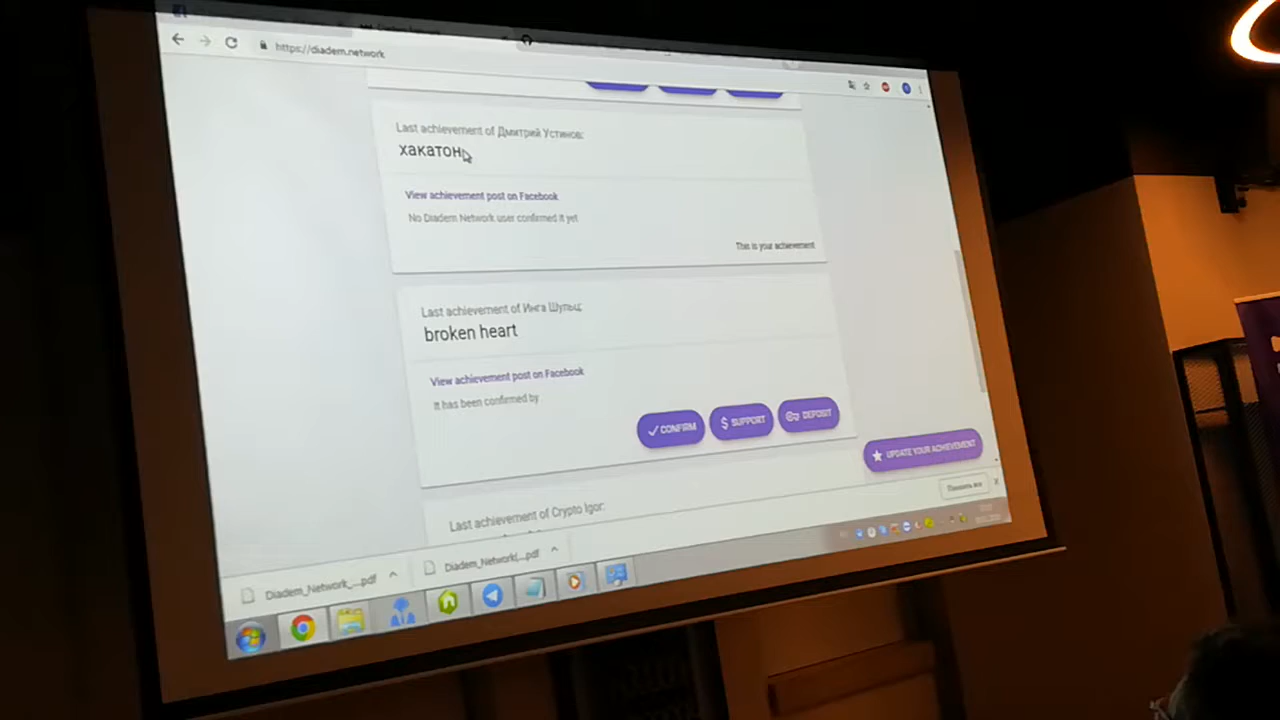 https://diadem.network
Last achievement of Дмитрий Устинов:
хакатон
View achievement post on Facebook
No Diadem Network user confirmed it yet
This is your achievement
Last achievement of Инга Шульц:
broken heart
View achievement post on Facebook
It has been confirmed by
CONFIRM
$ SUPPORT
DEPOSIT
UPDATE YOUR ACHIEVEMENT
Last achievement of Crypto Igor:
Показать все
Diadem_Network_....pdf
Diadem_Network(....pdf